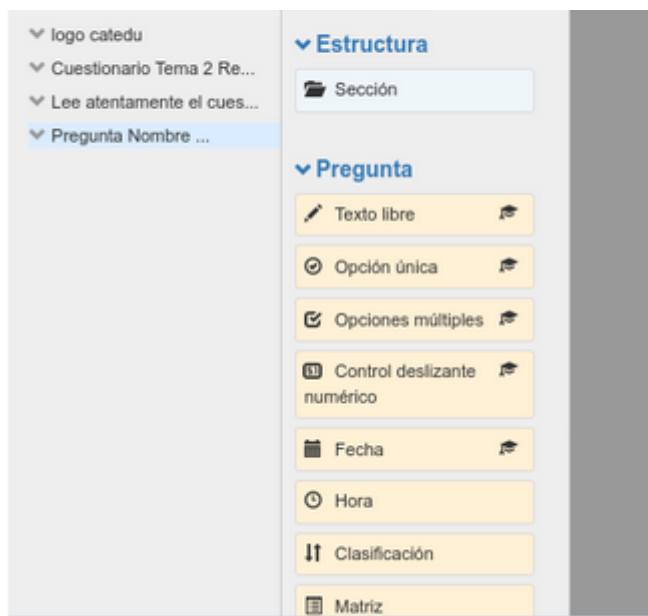 logo catedu
Cuestionario Tema 2 Re...
Lee atentamente el cues...
Pregunta Nombre ...
Estructura
Sección
Pregunta
Texto libre
Opción única
Opciones múltiples
Control deslizante
numérico
Fecha
Hora
Clasificación
Matriz